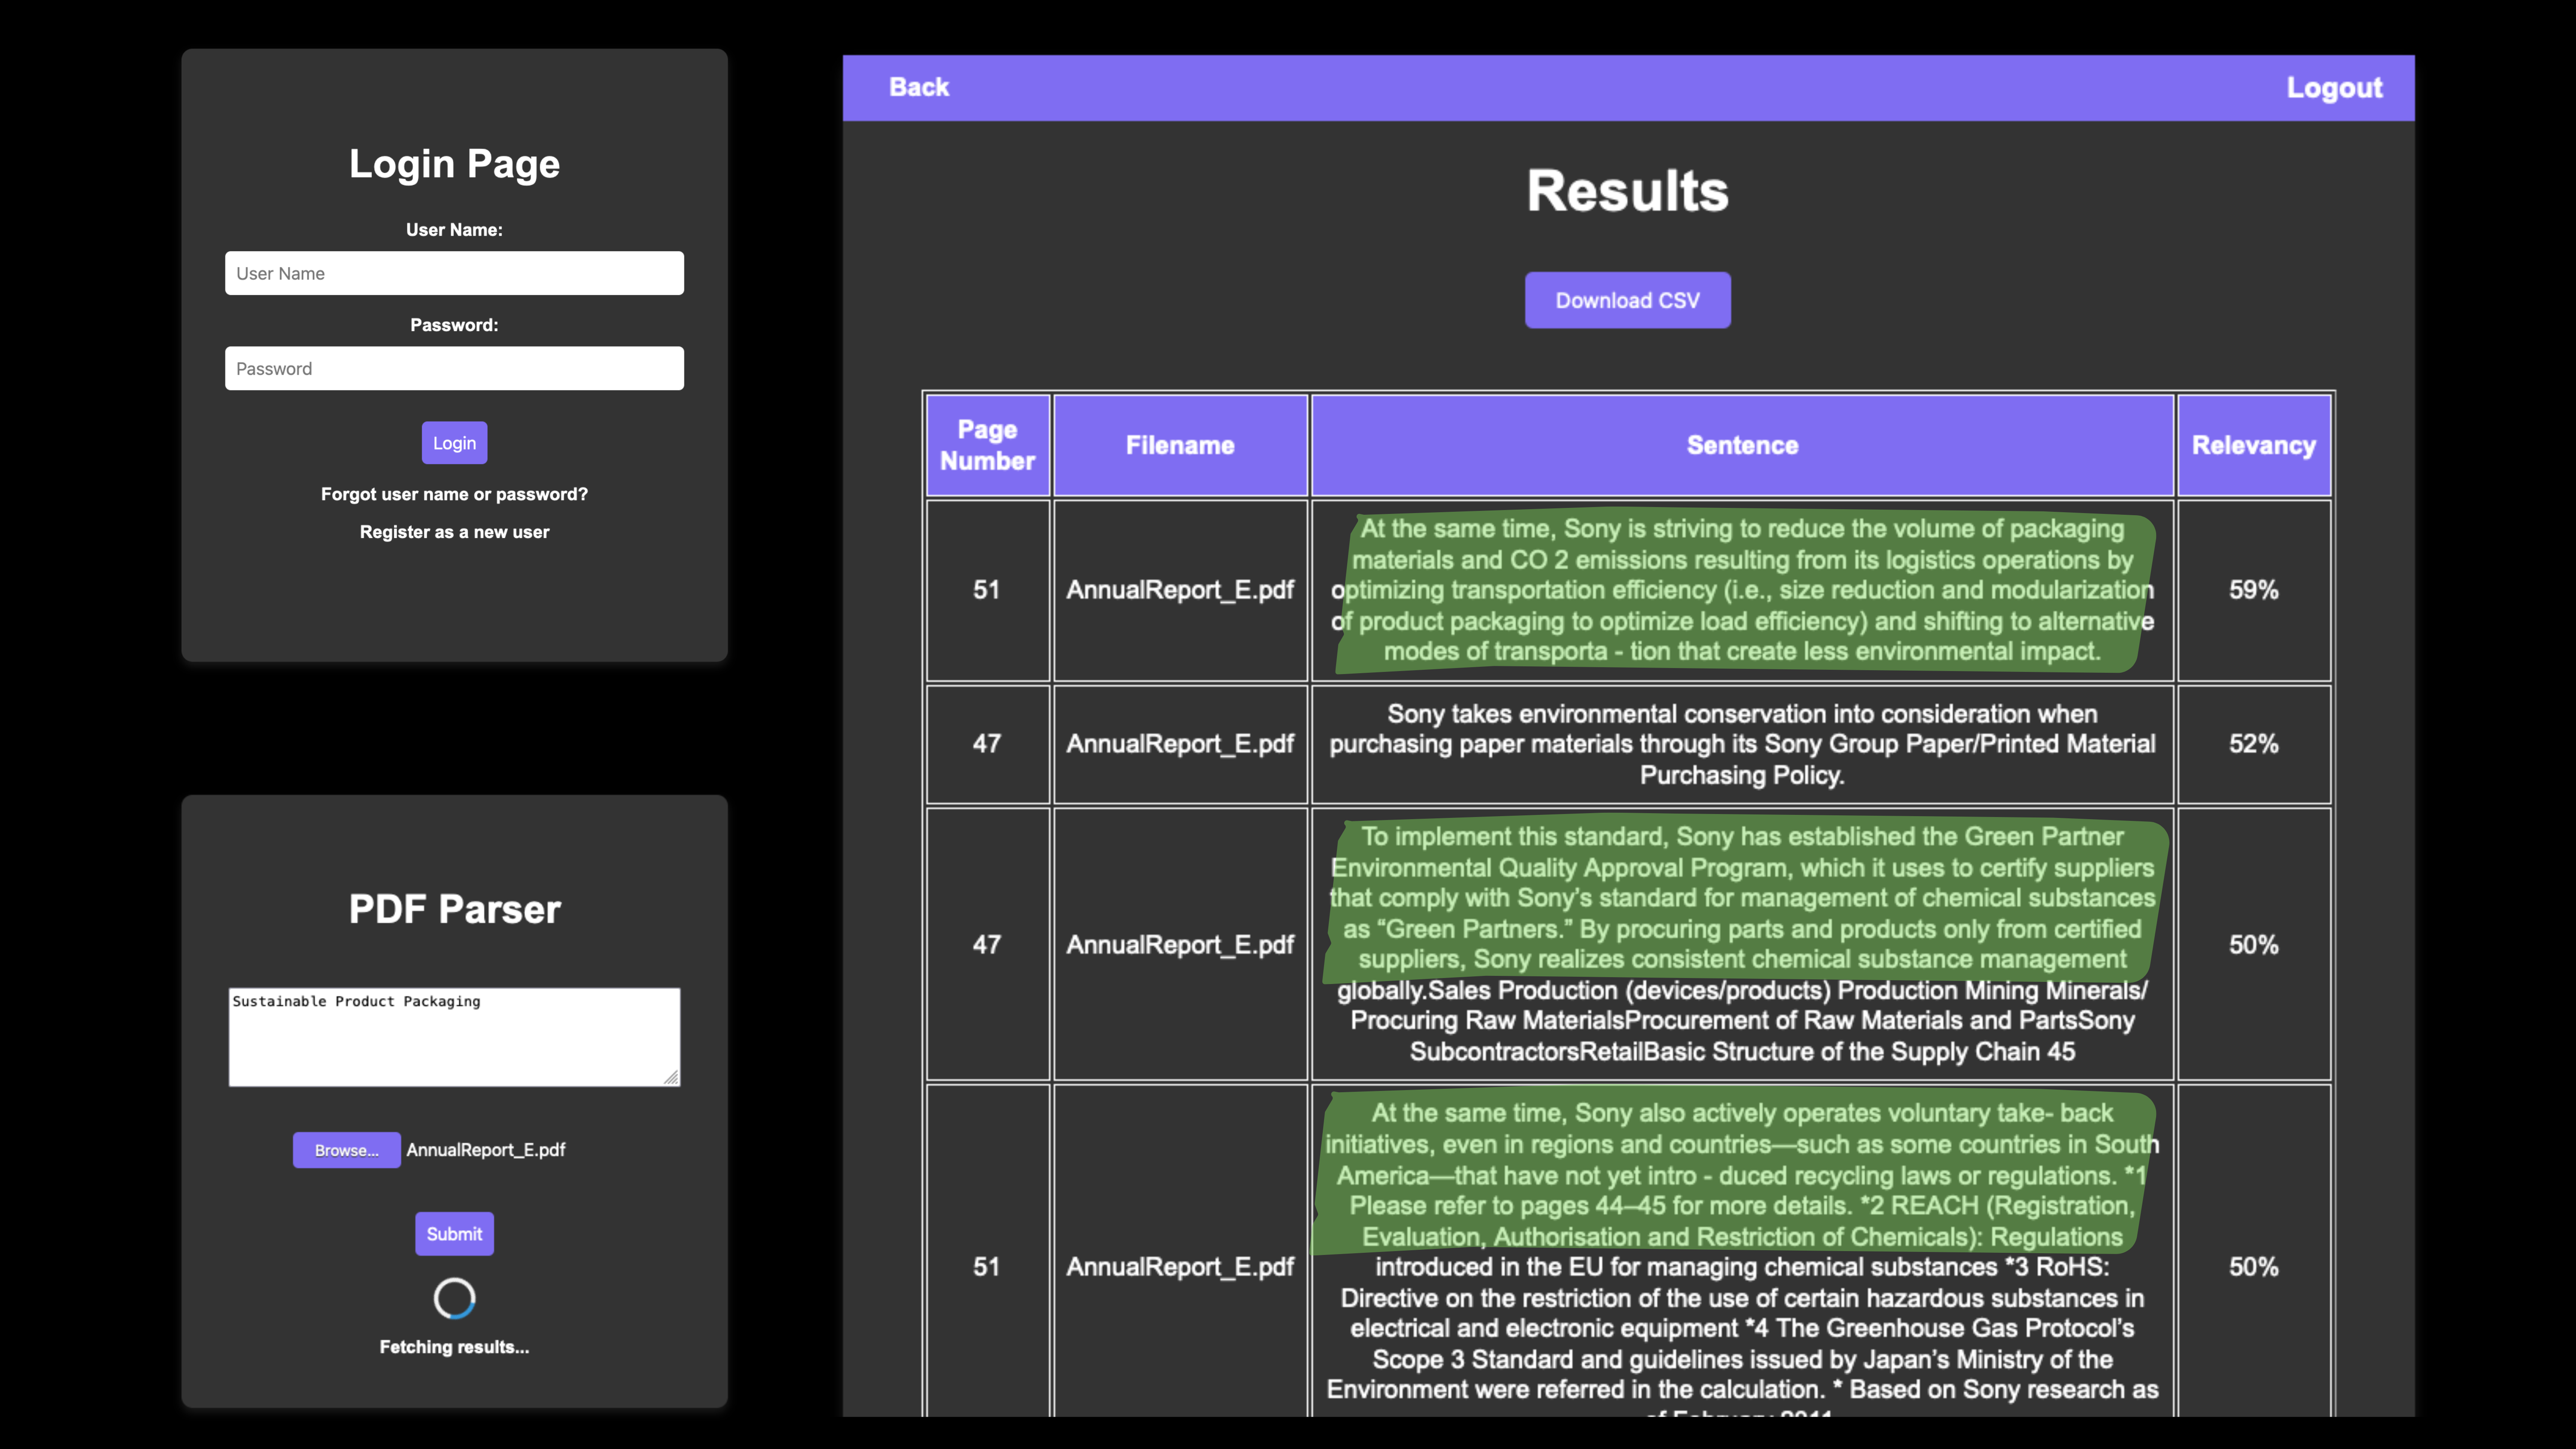 Login Page
User Name:
User Name
Password:
Password
Login
Forgot user name or password?
Register as a new user
PDF Parser
Sustainable Product Packaging
Browse... AnnualReport_E.pdf
Submit
Fetching results...
Back
Logout
Results
Download CSV
Page
Number
Filename
Sentence
Relevancy
51
AnnualReport_E.pdf
At the same time, Sony is striving to reduce the volume of packaging
materials and CO 2 emissions resulting from its logistics operations by
optimizing transportation efficiency (i.e., size reduction and modularization
of product packaging to optimize load efficiency) and shifting to alternative
modes of transporta - tion that create less environmental impact.
59%
47
AnnualReport_E.pdf
Sony takes environmental conservation into consideration when
purchasing paper materials through its Sony Group Paper/Printed Material
Purchasing Policy.
52%
47
AnnualReport_E.pdf
To implement this standard, Sony has established the Green Partner
Environmental Quality Approval Program, which it uses to certify suppliers
that comply with Sony’s standard for management of chemical substances
as “Green Partners.” By procuring parts and products only from certified
suppliers, Sony realizes consistent chemical substance management
globally.Sales Production (devices/products) Production Mining Minerals/
Procuring Raw MaterialsProcurement of Raw Materials and PartsSony
SubcontractorsRetailBasic Structure of the Supply Chain 45
50%
51
AnnualReport_E.pdf
At the same time, Sony also actively operates voluntary take- back
initiatives, even in regions and countries—such as some countries in South
America—that have not yet intro - duced recycling laws or regulations. *1
Please refer to pages 44–45 for more details. *2 REACH (Registration,
Evaluation, Authorisation and Restriction of Chemicals): Regulations
introduced in the EU for managing chemical substances *3 RoHS:
Directive on the restriction of the use of certain hazardous substances in
electrical and electronic equipment *4 The Greenhouse Gas Protocol’s
Scope 3 Standard and guidelines issued by Japan’s Ministry of the
Environment were referred in the calculation. * Based on Sony research as
50%